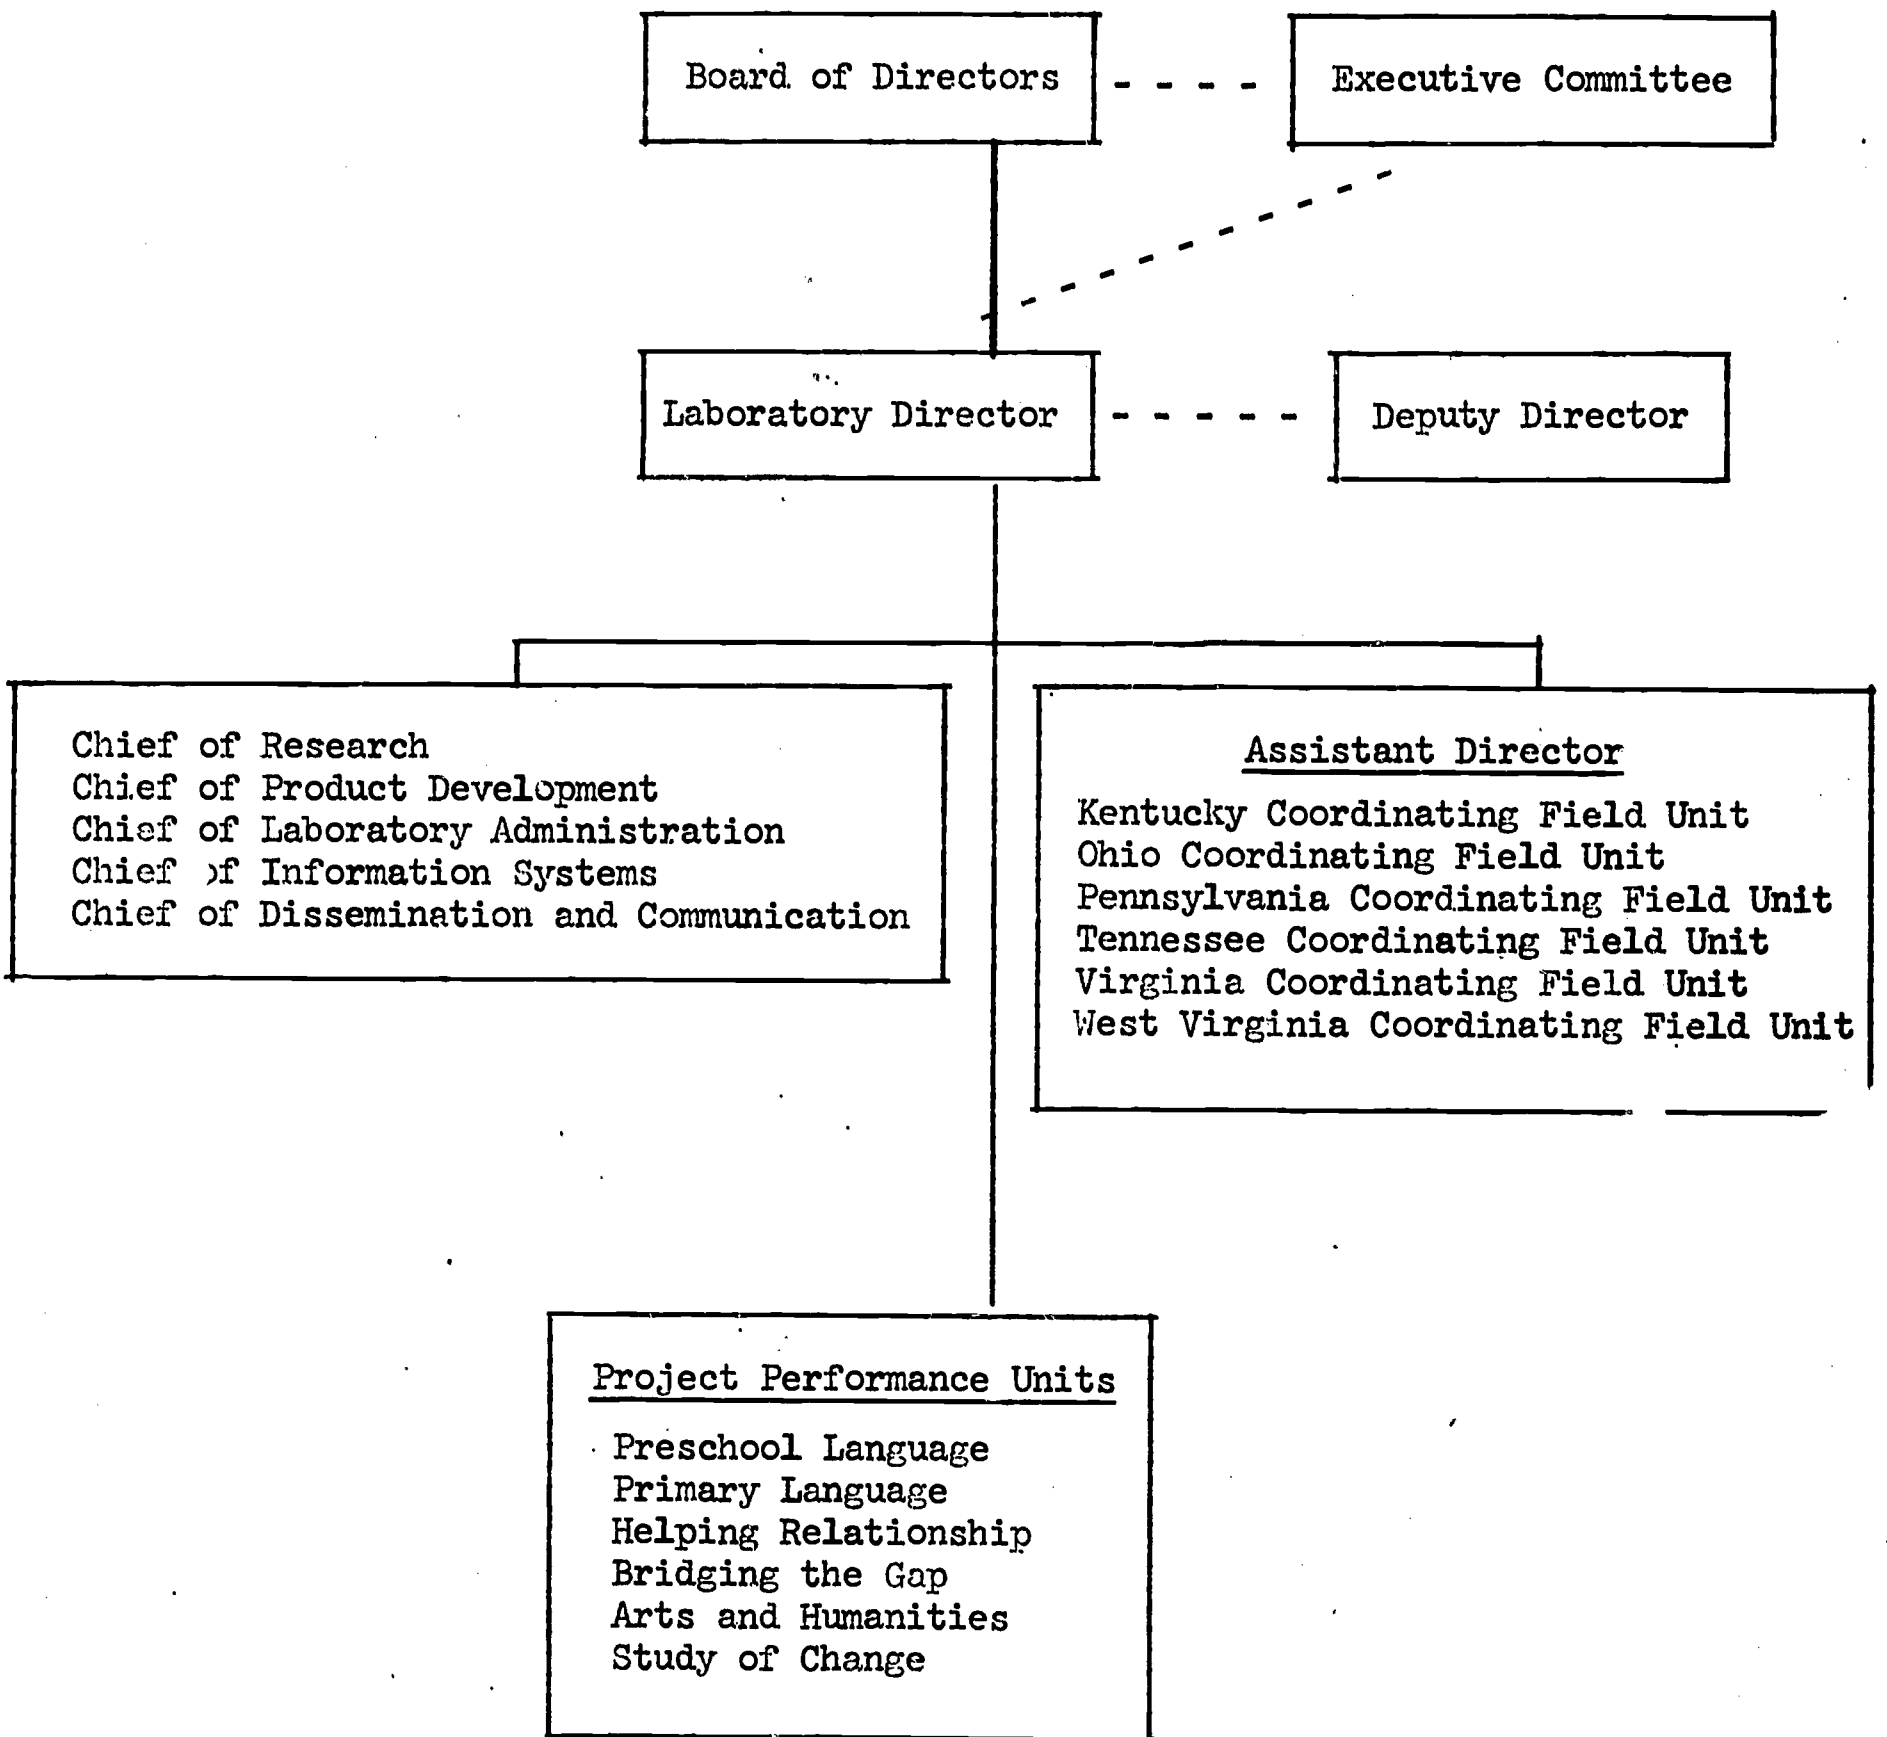 Board of Directors
Executive Committee
Laboratory Director
Deputy Director
Chief of Research
Chief of Product Development
Chief of Laboratory Administration
Chief of Information Systems
Chief of Dissemination and Communication
Assistant Director
Kentucky Coordinating Field Unit
Ohio Coordinating Field Unit
Pennsylvania Coordinating Field Unit
Tennessee Coordinating Field Unit
Virginia Coordinating Field Unit
West Virginia Coordinating Field Unit
Project Performance Units
Preschool Language
Primary Language
Helping Relationship
Bridging the Gap
Arts and Humanities
Study of Change